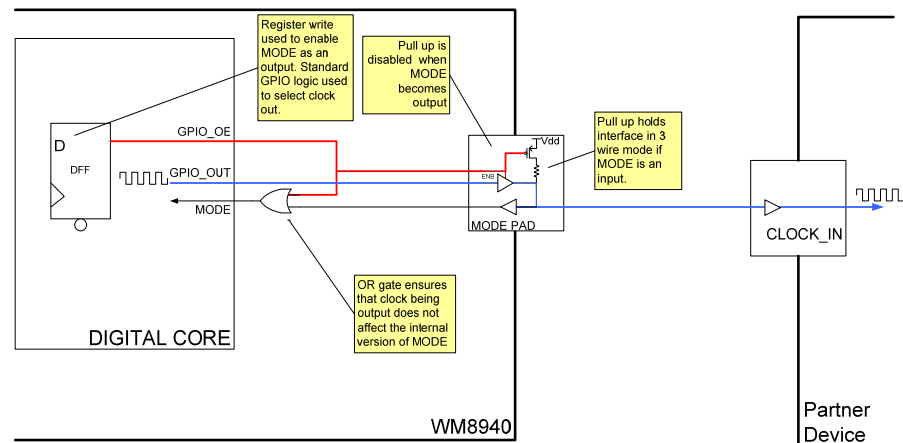 Register write
used to enable
MODE as an
output. Standard
GPIO logic used
to select clock
out.
Pull up is
disabled when
MODE
becomes
output
Pull up holds
interface in 3
wire mode if
MODE is an
input.
D
DFF
GPIO_OE
GPIO_OUT
MODE
Vdd
ENB
MODE PAD
CLOCK_IN
OR gate ensures
that clock being
output does not
affect the internal
version of MODE
DIGITAL CORE
WM8940
Partner
Device